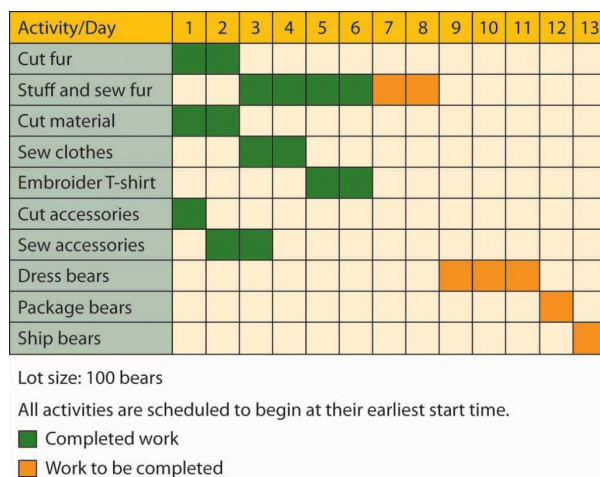 Activity/Day 1 2 3 4 5 6 7 8 9 10 11 12 13
Cut fur
Stuff and sew fur
Cut material
Sew clothes
Embroider T-shirt
Cut accessories
Sew accessories
Dress bears
Package bears
Ship bears
Lot size: 100 bears
All activities are scheduled to begin at their earliest start time.
Completed work
Work to be completed